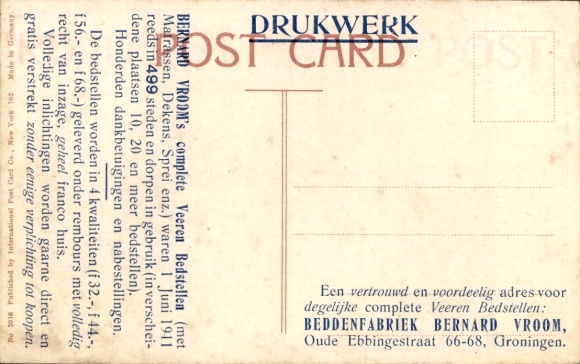 DRUKWERK
POST CARD
BERNARD VROOM's complete Veeren Bedstellen (met
Matrassen, Dekens, Sprei enz.) waren 1 Juni 1911
reeds in 499 steden en dorpen in gebruik (in verschei-
dene plaatsen 10, 20 en meer bedstellen).
Honderden dankbetuigingen en nabestellingen.
De bedstellen worden in 4 kwaliteiten (f 32.-, f 44.-,
f 56.- en f 68.-) geleverd onder rembours met volledig
recht van inzage, geheel franco huis.
Volledige inlichtingen worden gaarne direct en
gratis verstrekt zonder eenige verplichting tot koopen.
No 2016 Published by International Post Card Co., New York 782 Made in Germany
Een vertrouwd en voordeelig adres voor
degelijke complete Veeren Bedstellen:
BEDDENFABRIEK BERNARD VROOM,
Oude Ebbingestraat 66-68, Groningen.